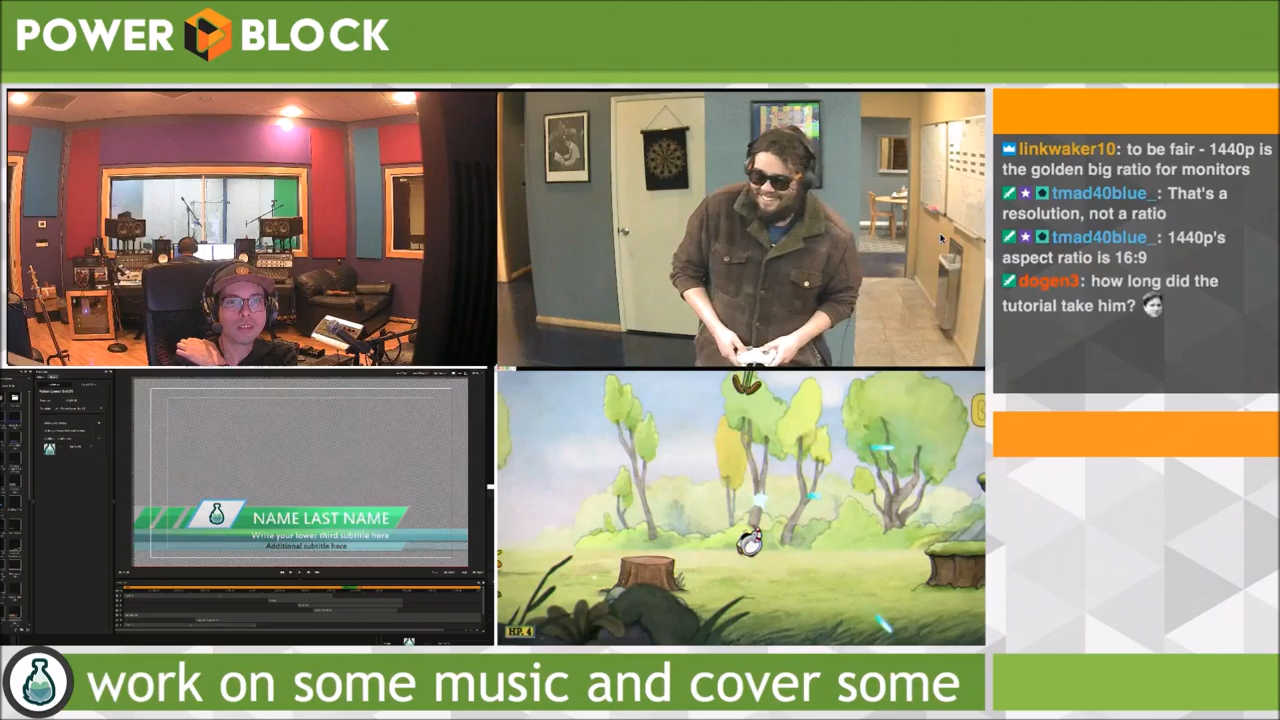 POWER BLOCK
linkwaker10: to be fair - 1440p is
the golden big ratio for monitors
tmad40blue_: That's a
resolution, not a ratio
tmad40blue_: 1440p's
aspect ratio is 16:9
dogen3: how long did the
tutorial take him?
NAME LAST NAME
Write your lower third subtitle here
Additional subtitle here
HP. 4
work on some music and cover some